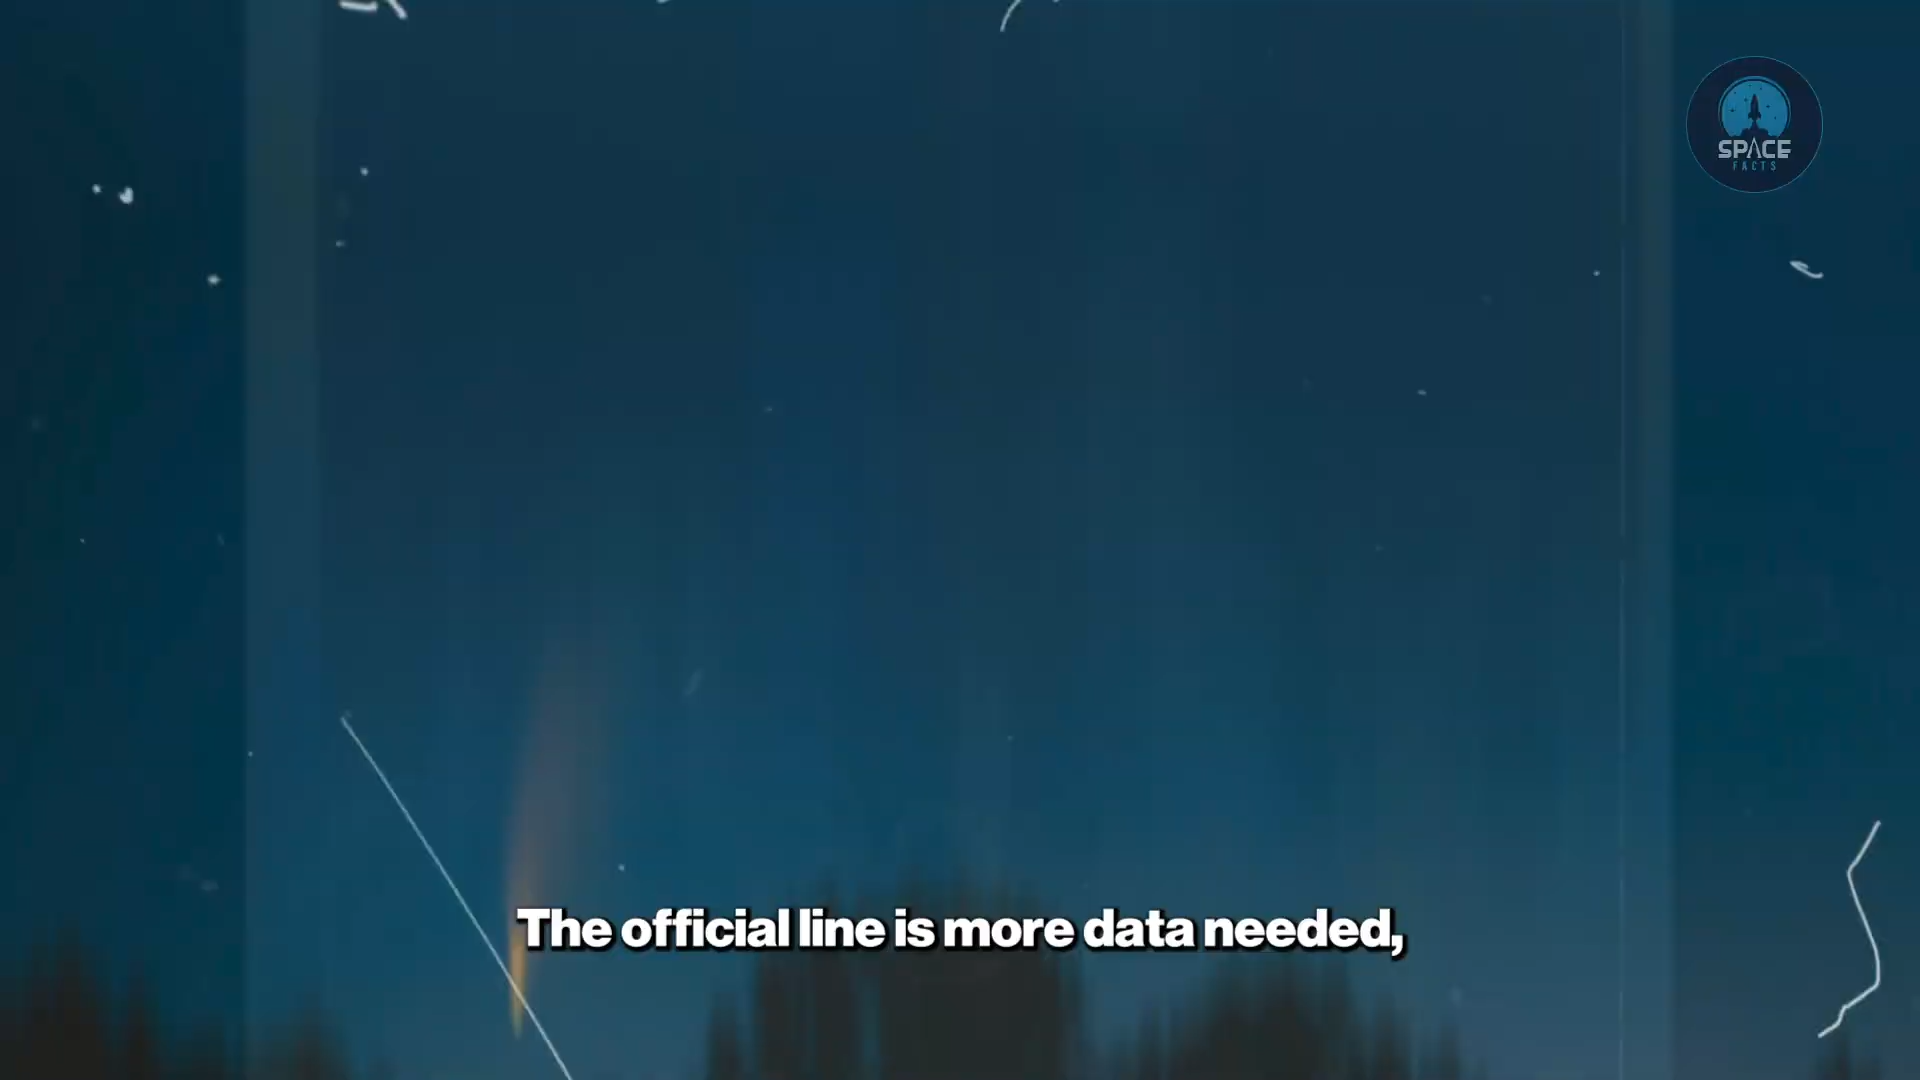 SPACE
FACTS
The official line is more data needed,